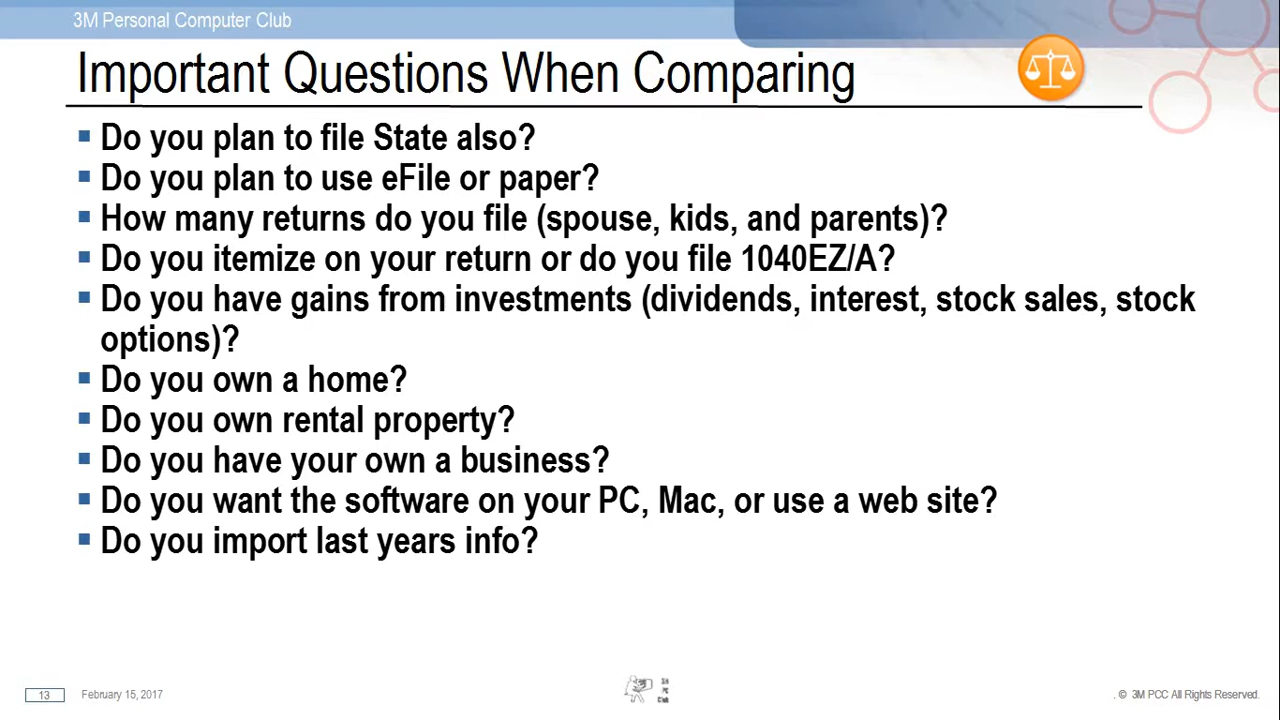 3M Personal Computer Club
Important Questions When Comparing
Do you plan to file State also?
Do you plan to use eFile or paper?
How many returns do you file (spouse, kids, and parents)?
Do you itemize on your return or do you file 1040EZ/A?
Do you have gains from investments (dividends, interest, stock sales, stock
options)?
Do you own a home?
Do you own rental property?
Do you have your own a business?
Do you want the software on your PC, Mac, or use a web site?
Do you import last years info?
13
February 15, 2017
. © 3M PCC All Rights Reserved.